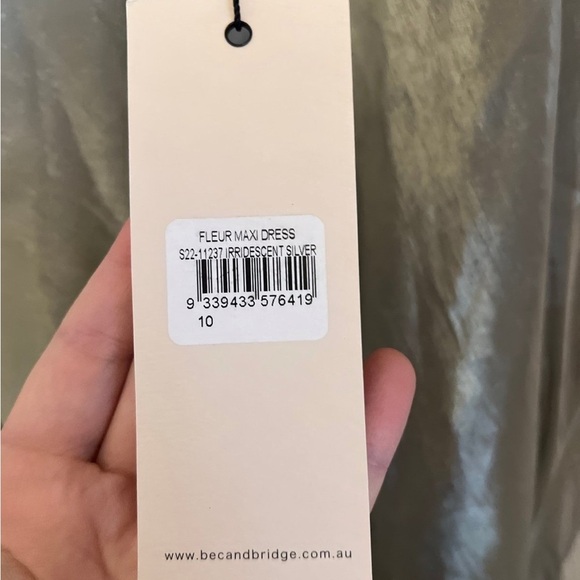 FLEUR MAXI DRESS
S22-11237 IRRIDESCENT SILVER
9 339433 576419
10
www.becandbridge.com.au